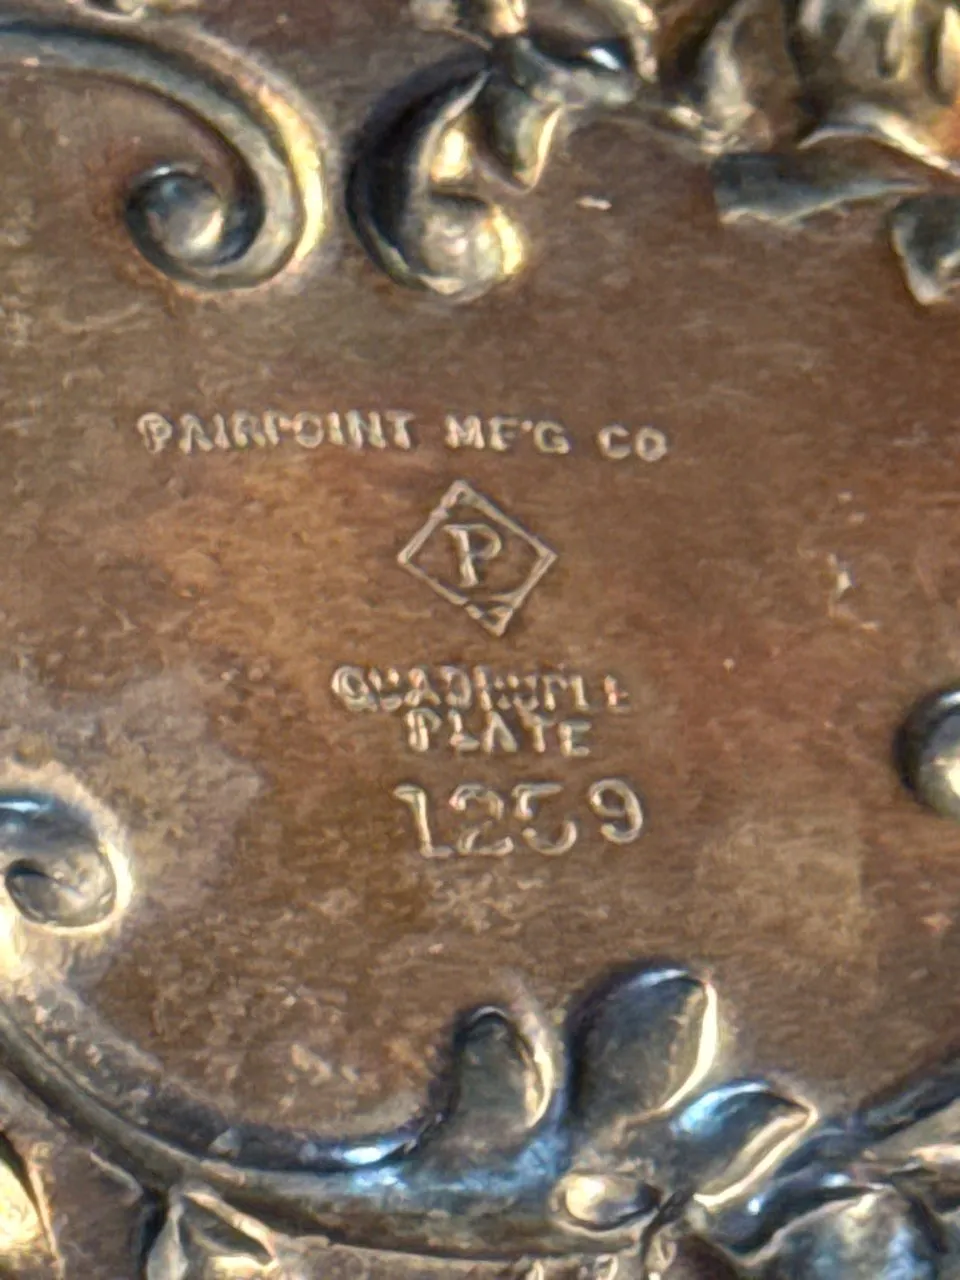 PAIRPOINT MF'G CO
P
QUADRUPLE
PLATE
1259